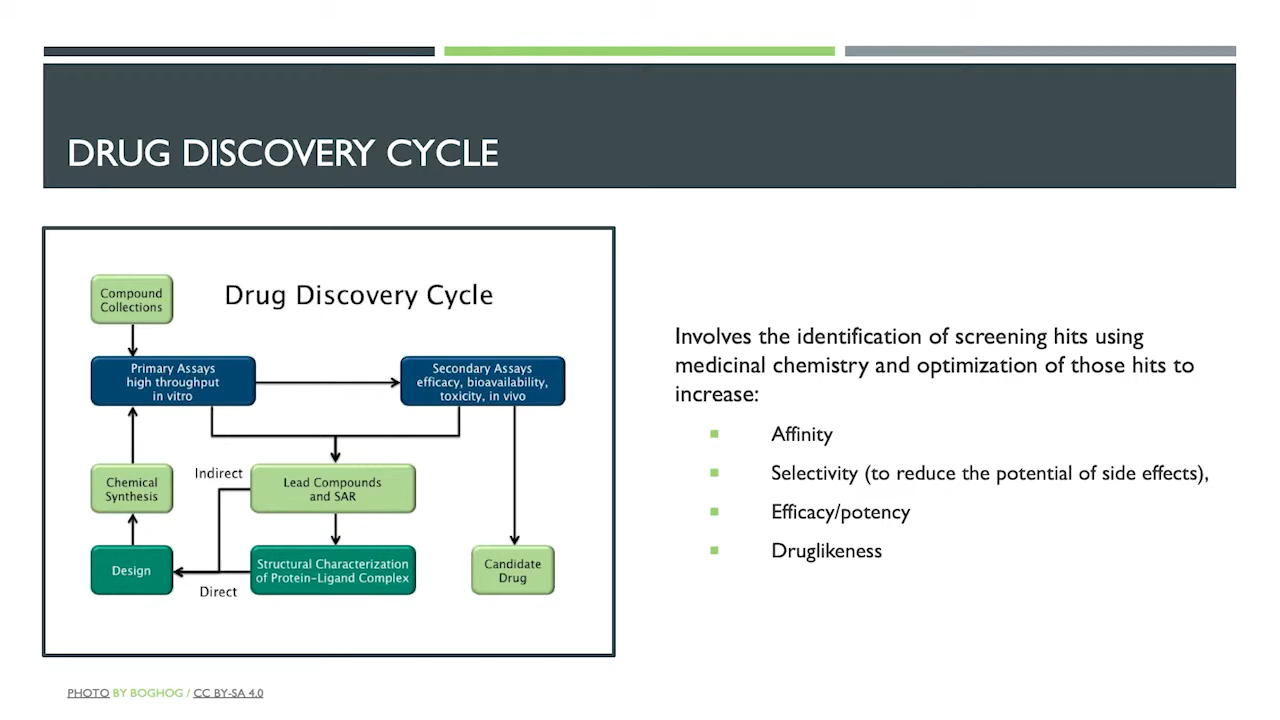 DRUG DISCOVERY CYCLE
Drug Discovery Cycle
Compound
Collections
Primary Assays
high throughput
in vitro
Secondary Assays
efficacy, bioavailability,
toxicity, in vivo
Chemical
Synthesis
Indirect
Lead Compounds
and SAR
Design
Direct
Structural Characterization
of Protein-Ligand Complex
Candidate
Drug
Involves the identification of screening hits using
medicinal chemistry and optimization of those hits to
increase:
Affinity
Selectivity (to reduce the potential of side effects),
Efficacy/potency
Druglikeness
PHOTO BY BOGHOG / CC BY-SA 4.0